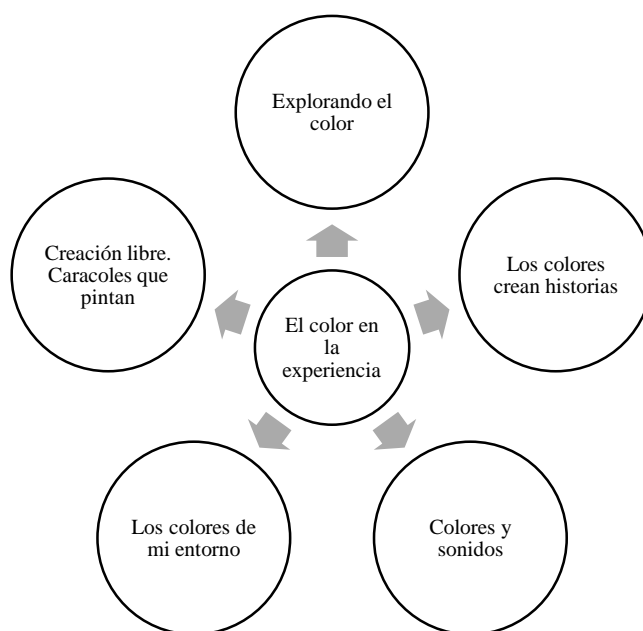 Explorando el
color
Creación libre.
Caracoles que
pintan
Los colores
crean historias
El color en
la
experiencia
Los colores de
mi entorno
Colores y
sonidos